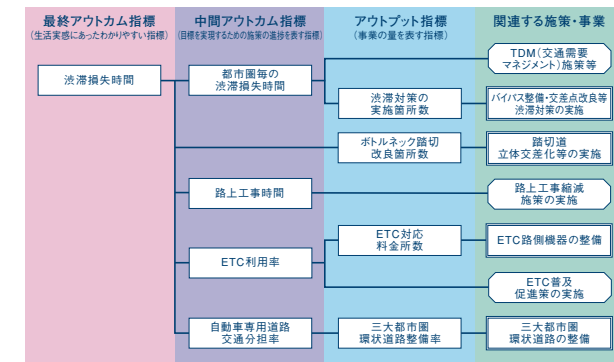 最終アウトカム指標
(生活実感にあったわかりやすい指標)
中間アウトカム指標
(目標を実現するための施策の進捗を表す指標)
アウトプット指標
(事業の量を表す指標)
関連する施策・事業
渋滞損失時間
都市圏毎の
渋滞損失時間
TDM(交通需要
マネジメント)施策等
渋滞対策の
実施箇所数
バイパス整備・交差点改良等
渋滞対策の実施
ボトルネック踏切
改良箇所数
踏切道
立体交差化等の実施
路上工事時間
路上工事縮減
施策の実施
ETC利用率
ETC対応
料金所数
ETC路側機器の整備
ETC普及
促進策の実施
自動車専用道路
交通分担率
三大都市圏
環状道路整備率
三大都市圏
環状道路の整備